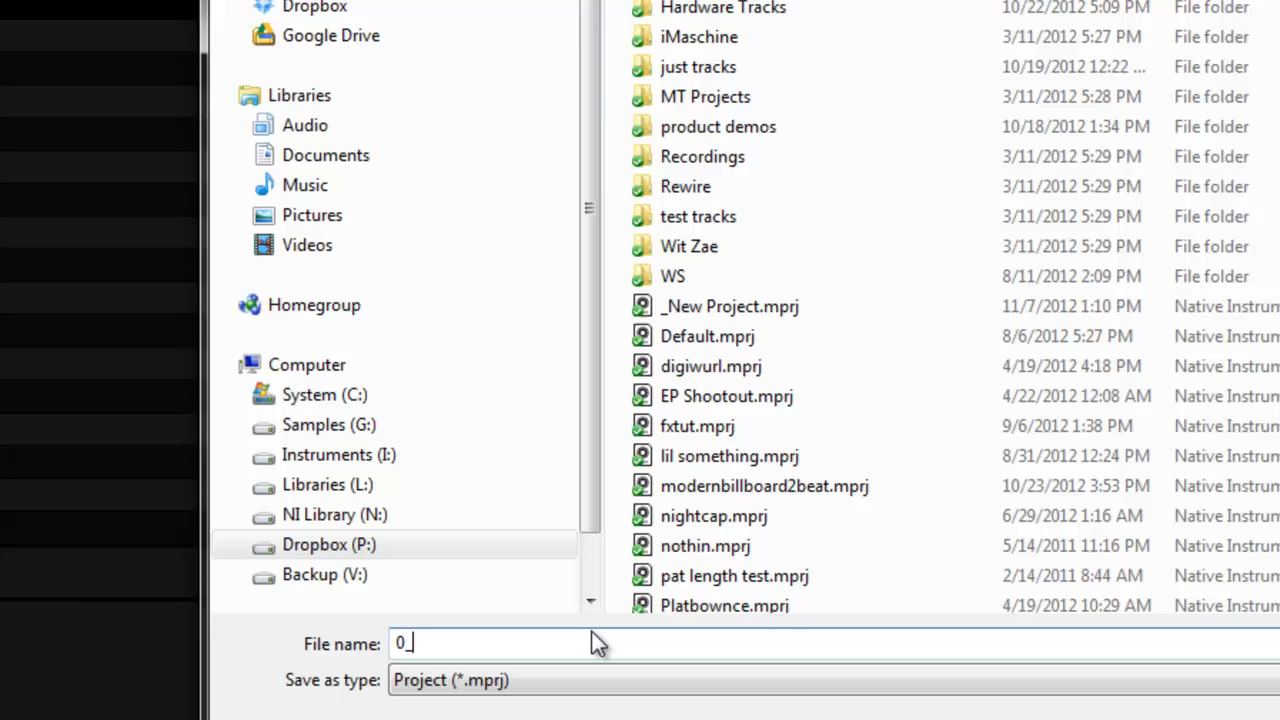 Dropbox
Google Drive
Libraries
Audio
Documents
Music
Pictures
Videos
Homegroup
Computer
System (C:)
Samples (G:)
Instruments (I:)
Libraries (L:)
NI Library (N:)
Dropbox (P:)
Backup (V:)
Hardware Tracks 10/22/2012 5:09 PM File folder
iMaschine 3/11/2012 5:27 PM File folder
just tracks 10/19/2012 12:22 ... File folder
MT Projects 3/11/2012 5:28 PM File folder
product demos 10/18/2012 1:34 PM File folder
Recordings 3/11/2012 5:29 PM File folder
Rewire 3/11/2012 5:29 PM File folder
test tracks 3/11/2012 5:29 PM File folder
Wit Zae 3/11/2012 5:29 PM File folder
WS 8/11/2012 2:09 PM File folder
_New Project.mprj 11/7/2012 1:10 PM Native Instrum
Default.mprj 8/6/2012 5:27 PM Native Instrum
digiwurl.mprj 4/19/2012 4:18 PM Native Instrum
EP Shootout.mprj 4/22/2012 12:08 AM Native Instrum
fxtut.mprj 9/6/2012 1:38 PM Native Instrum
lil something.mprj 8/31/2012 12:24 PM Native Instrum
modernbillboard2beat.mprj 10/23/2012 3:53 PM Native Instrum
nightcap.mprj 6/29/2012 1:16 AM Native Instrum
nothin.mprj 5/14/2011 11:16 PM Native Instrum
pat length test.mprj 2/14/2011 8:44 AM Native Instrum
Platbownce.mprj 4/19/2012 10:29 AM Native Instrum
File name: 0_
Save as type: Project (*.mprj)